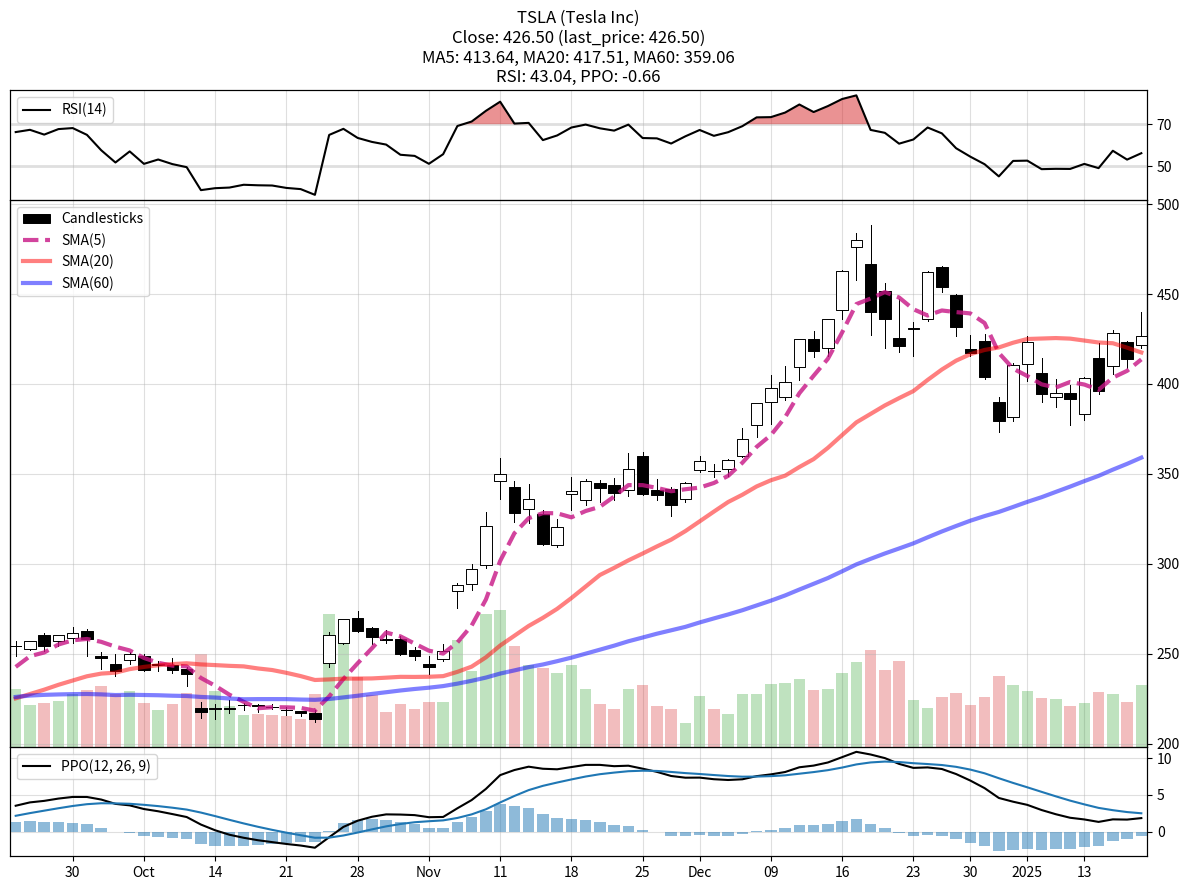 TSLA (Tesla Inc)
Close: 426.50 (last_price: 426.50)
MA5: 413.64, MA20: 417.51, MA60: 359.06
RSI: 43.04, PPO: -0.66
RSI(14)
70
50
Candlesticks
SMA(5)
SMA(20)
SMA(60)
500
450
400
350
300
250
200
PPO(12, 26, 9)
10
5
0
30 Oct 14 21 28 Nov 11 18 25 Dec 09 16 23 30 2025 13